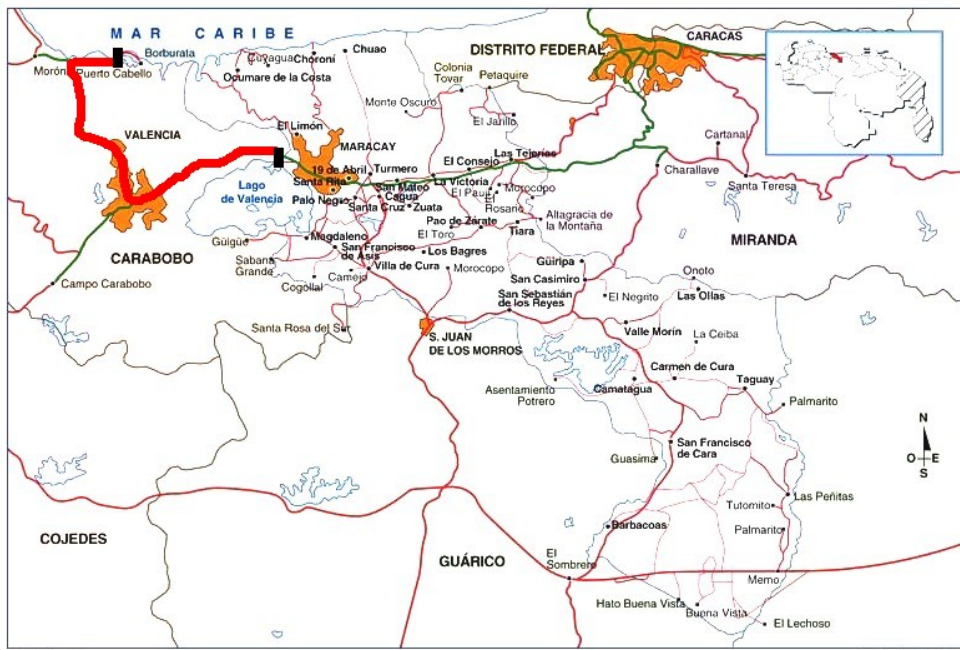 MAR CARIBE
Morón
Puerto Cabello
Borburata
Cuyagua
Choroní
Chuao
Ocumare de la Costa
DISTRITO FEDERAL
CARACAS
Colonia
Tovar
Petaquire
Monte Oscuro
El Jarillo
VALENCIA
El Limón
MARACAY
Las Tejerías
Cartanal
19 de Abril
Turmero
El Consejo
Charallave
Santa Teresa
Lago
de Valencia
Santa Rita
San Mateo
La Victoria
Morocopo
Palo Negro
Cagua
El Pauji
El
Rosario
Santa Cruz
Zuata
Pao de Zárate
Altagracia de
la Montaña
El Toro
Tiara
MIRANDA
Güigüe
Magdaleno
San Francisco
de Asís
Los Bagres
CARABOBO
Sabana
Grande
Camejo
Villa de Cura
Morocopo
Güiripa
Campo Carabobo
Cogollal
San Casimiro
Onoto
San Sebastián
de los Reyes
El Negrito
Las Ollas
Santa Rosa del Sur
S. JUAN
DE LOS MORROS
Valle Morín
La Ceiba
Asentamiento
Potrero
Camatagua
Carmen de Cura
Taguay
Palmarito
N
O E
S
San Francisco
de Cara
Guasima
Las Peñitas
Tutomito
Barbacoas
Palmarito
COJEDES
GUÁRICO
El
Sombrero
Memo
Hato Buena Vista
Buena Vista
El Lechoso